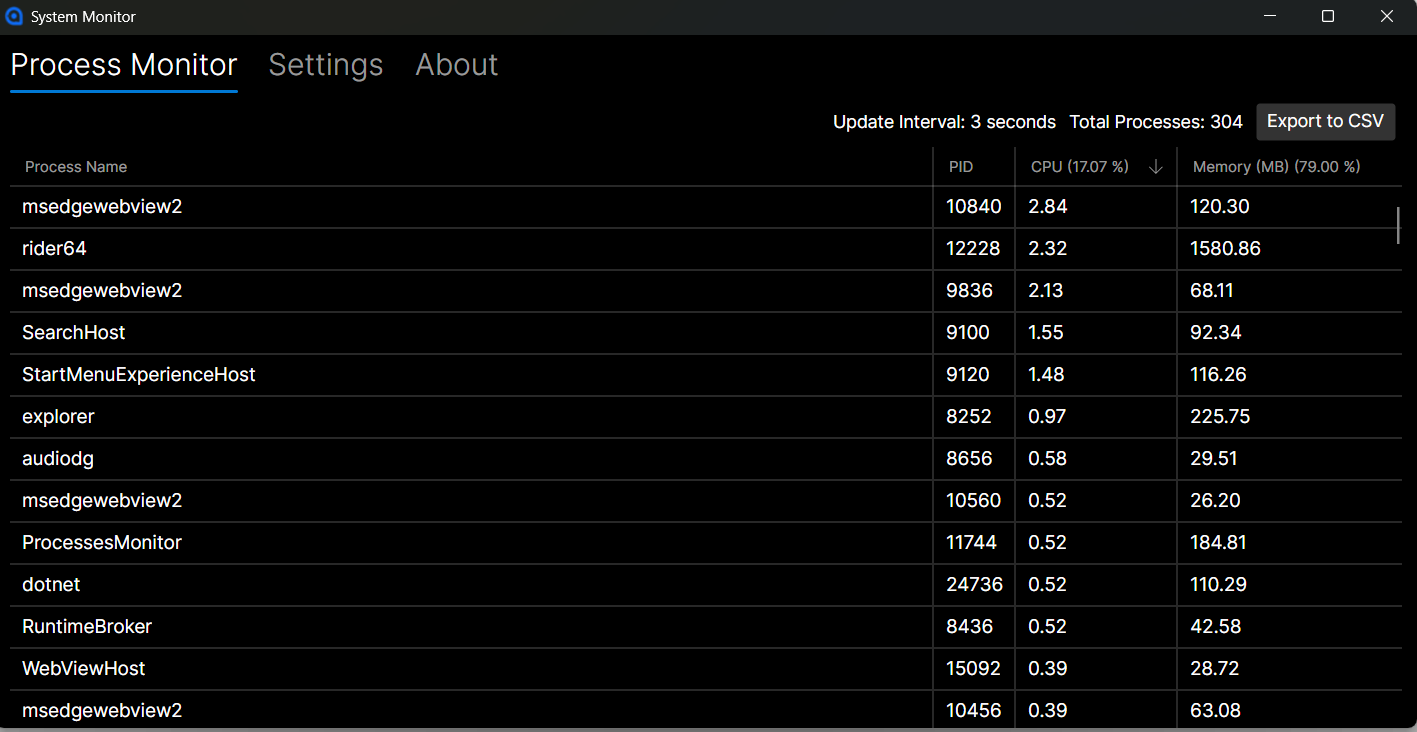 System Monitor
Process Monitor Settings About
Update Interval: 3 seconds Total Processes: 304 Export to CSV
Process Name PID CPU (17.07 %) Memory (MB) (79.00 %)
msedgewebview2 10840 2.84 120.30
rider64 12228 2.32 1580.86
msedgewebview2 9836 2.13 68.11
SearchHost 9100 1.55 92.34
StartMenuExperienceHost 9120 1.48 116.26
explorer 8252 0.97 225.75
audiodg 8656 0.58 29.51
msedgewebview2 10560 0.52 26.20
ProcessesMonitor 11744 0.52 184.81
dotnet 24736 0.52 110.29
RuntimeBroker 8436 0.52 42.58
WebViewHost 15092 0.39 28.72
msedgewebview2 10456 0.39 63.08